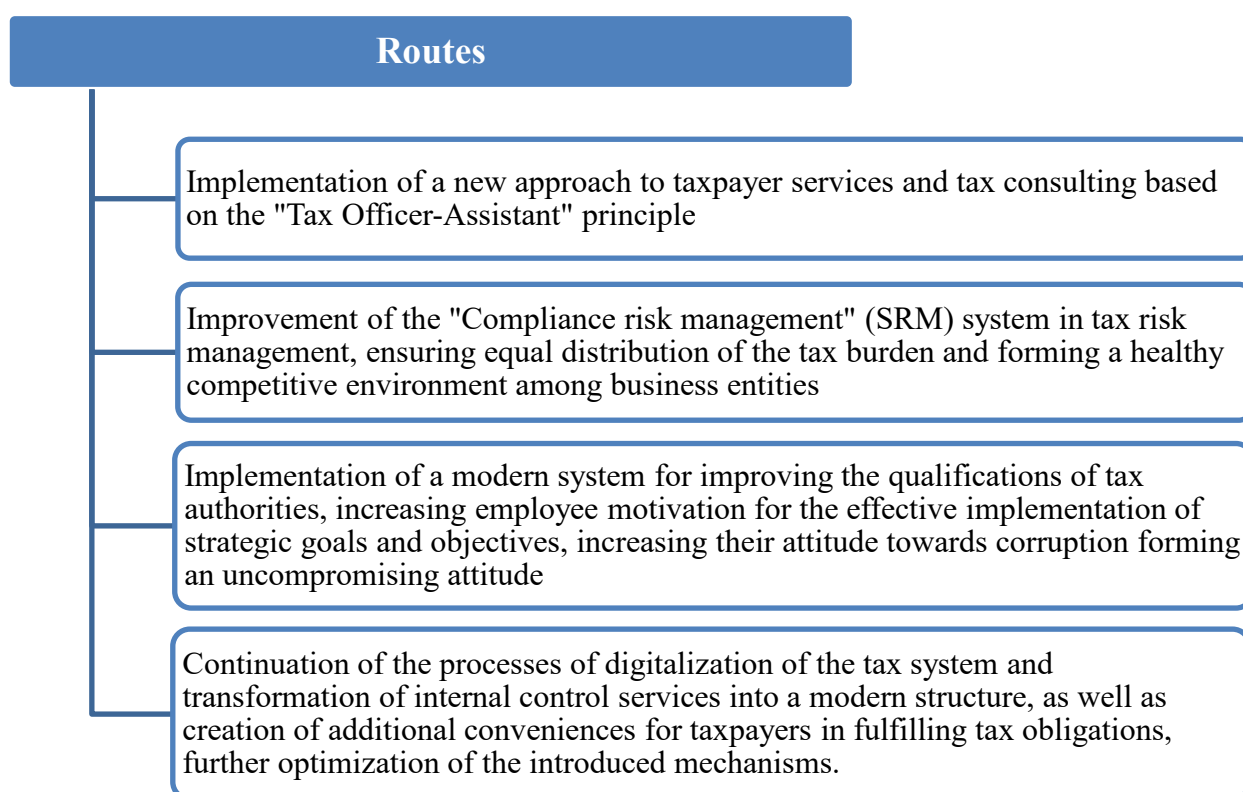 Routes
Implementation of a new approach to taxpayer services and tax consulting based
on the "Tax Officer-Assistant" principle
Improvement of the "Compliance risk management" (SRM) system in tax risk
management, ensuring equal distribution of the tax burden and forming a healthy
competitive environment among business entities
Implementation of a modern system for improving the qualifications of tax
authorities, increasing employee motivation for the effective implementation of
strategic goals and objectives, increasing their attitude towards corruption forming
an uncompromising attitude
Continuation of the processes of digitalization of the tax system and
transformation of internal control services into a modern structure, as well as
creation of additional conveniences for taxpayers in fulfilling tax obligations,
further optimization of the introduced mechanisms.